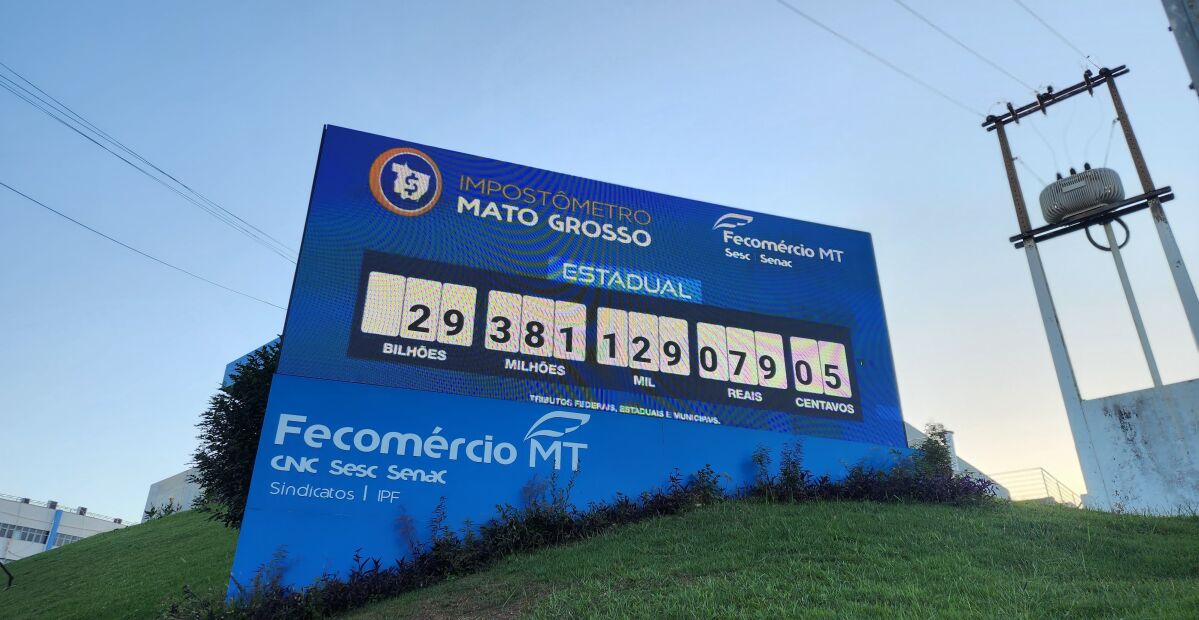 IMPOSTÔMETRO
MATO GROSSO
Fecomércio MT
Sesc Senac
ESTADUAL
29 381 129 079 05
BILHÕES MILHÕES MIL REAIS CENTAVOS
TRIBUTOS FEDERAIS, ESTADUAIS E MUNICIPAIS.
Fecomércio MT
CNC Sesc Senac
Sindicatos | IPF